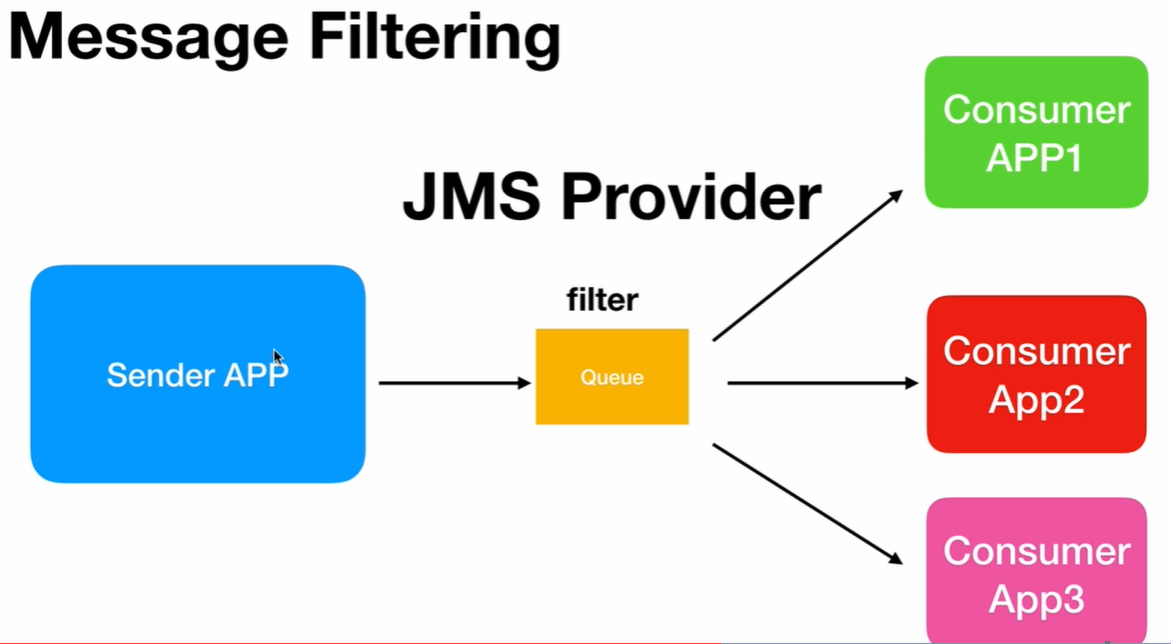 Message Filtering
JMS Provider
filter
Sender APP
Queue
Consumer
APP1
Consumer
App2
Consumer
App3